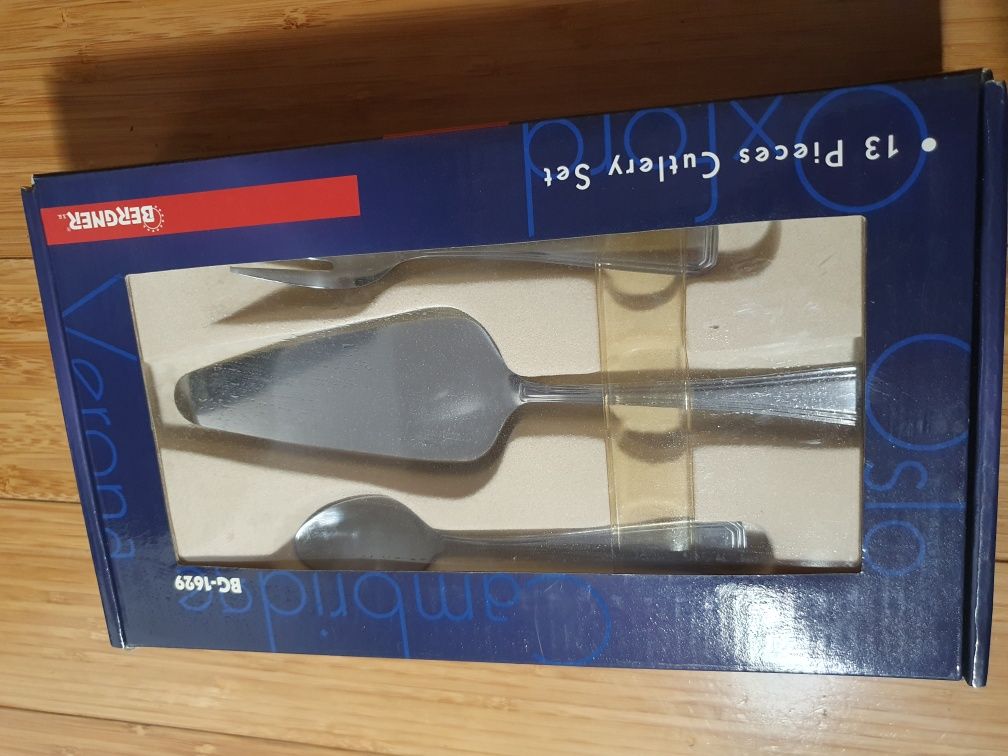 • 13 Pieces Cutlery Set
BERGNER
Oxford
Oslo
Verona
Cambridge
BG-1629